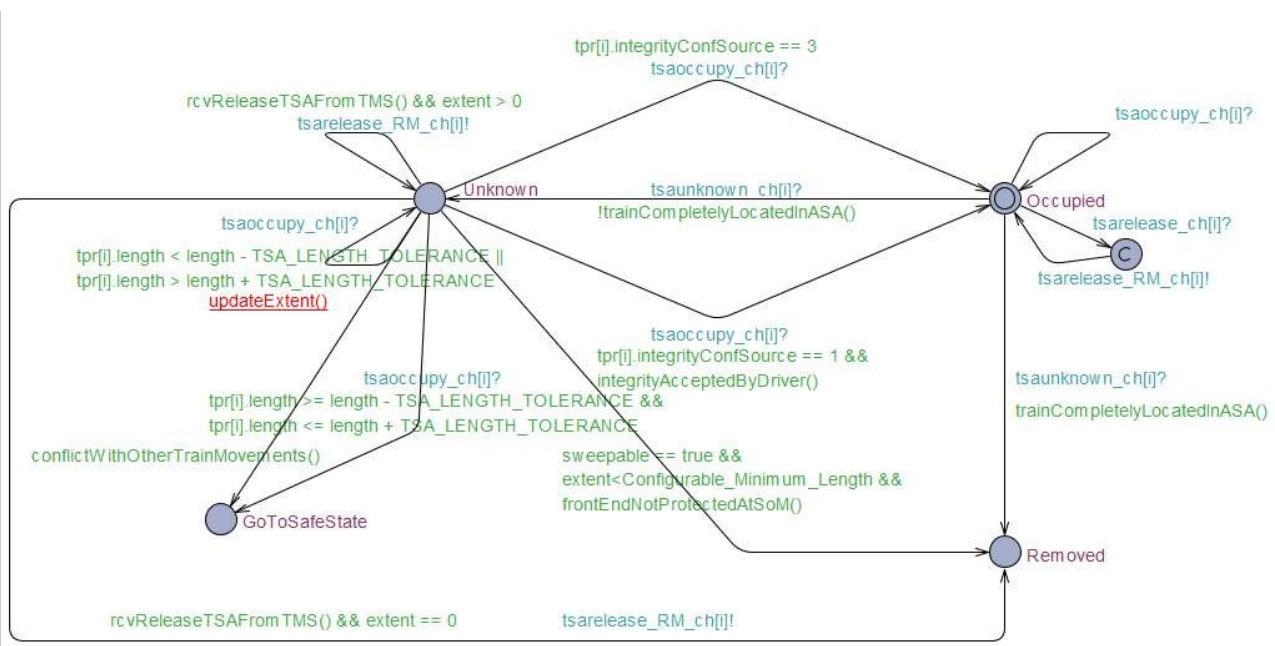 tpr[i].integrityConfSource == 3
tsaoccupy_ch[i]?
rcvReleaseTSAFromTMS() && extent > 0
tsarelease_RM_ch[i]!
tsaoccupy_ch[i]?
Unknown
tsaunknown_ch[i]?
!trainCompletelyLocatedInASA()
Occupied
tsaoccupy_ch[i]?
tpr[i].length < length - TSA_LENGTH_TOLERANCE ||
tpr[i].length > length + TSA_LENGTH_TOLERANCE
updateExtent()
tsarelease_ch[i]?
C
tsarelease_RM_ch[i]!
tsaoccupy_ch[i]?
tpr[i].integrityConfSource == 1 &&
integrityAcceptedByDriver()
tsaoccupy_ch[i]?
tpr[i].length >= length - TSA_LENGTH_TOLERANCE &&
tpr[i].length <= length + TSA_LENGTH_TOLERANCE
tsaunknown_ch[i]?
trainCompletelyLocatedInASA()
conflictWithOtherTrainMovements()
sweepable == true &&
extent<Configurable_Minimum_Length &&
frontEndNotProtectedAtSoM()
GoToSafeState
Removed
rcvReleaseTSAFromTMS() && extent == 0
tsarelease_RM_ch[i]!